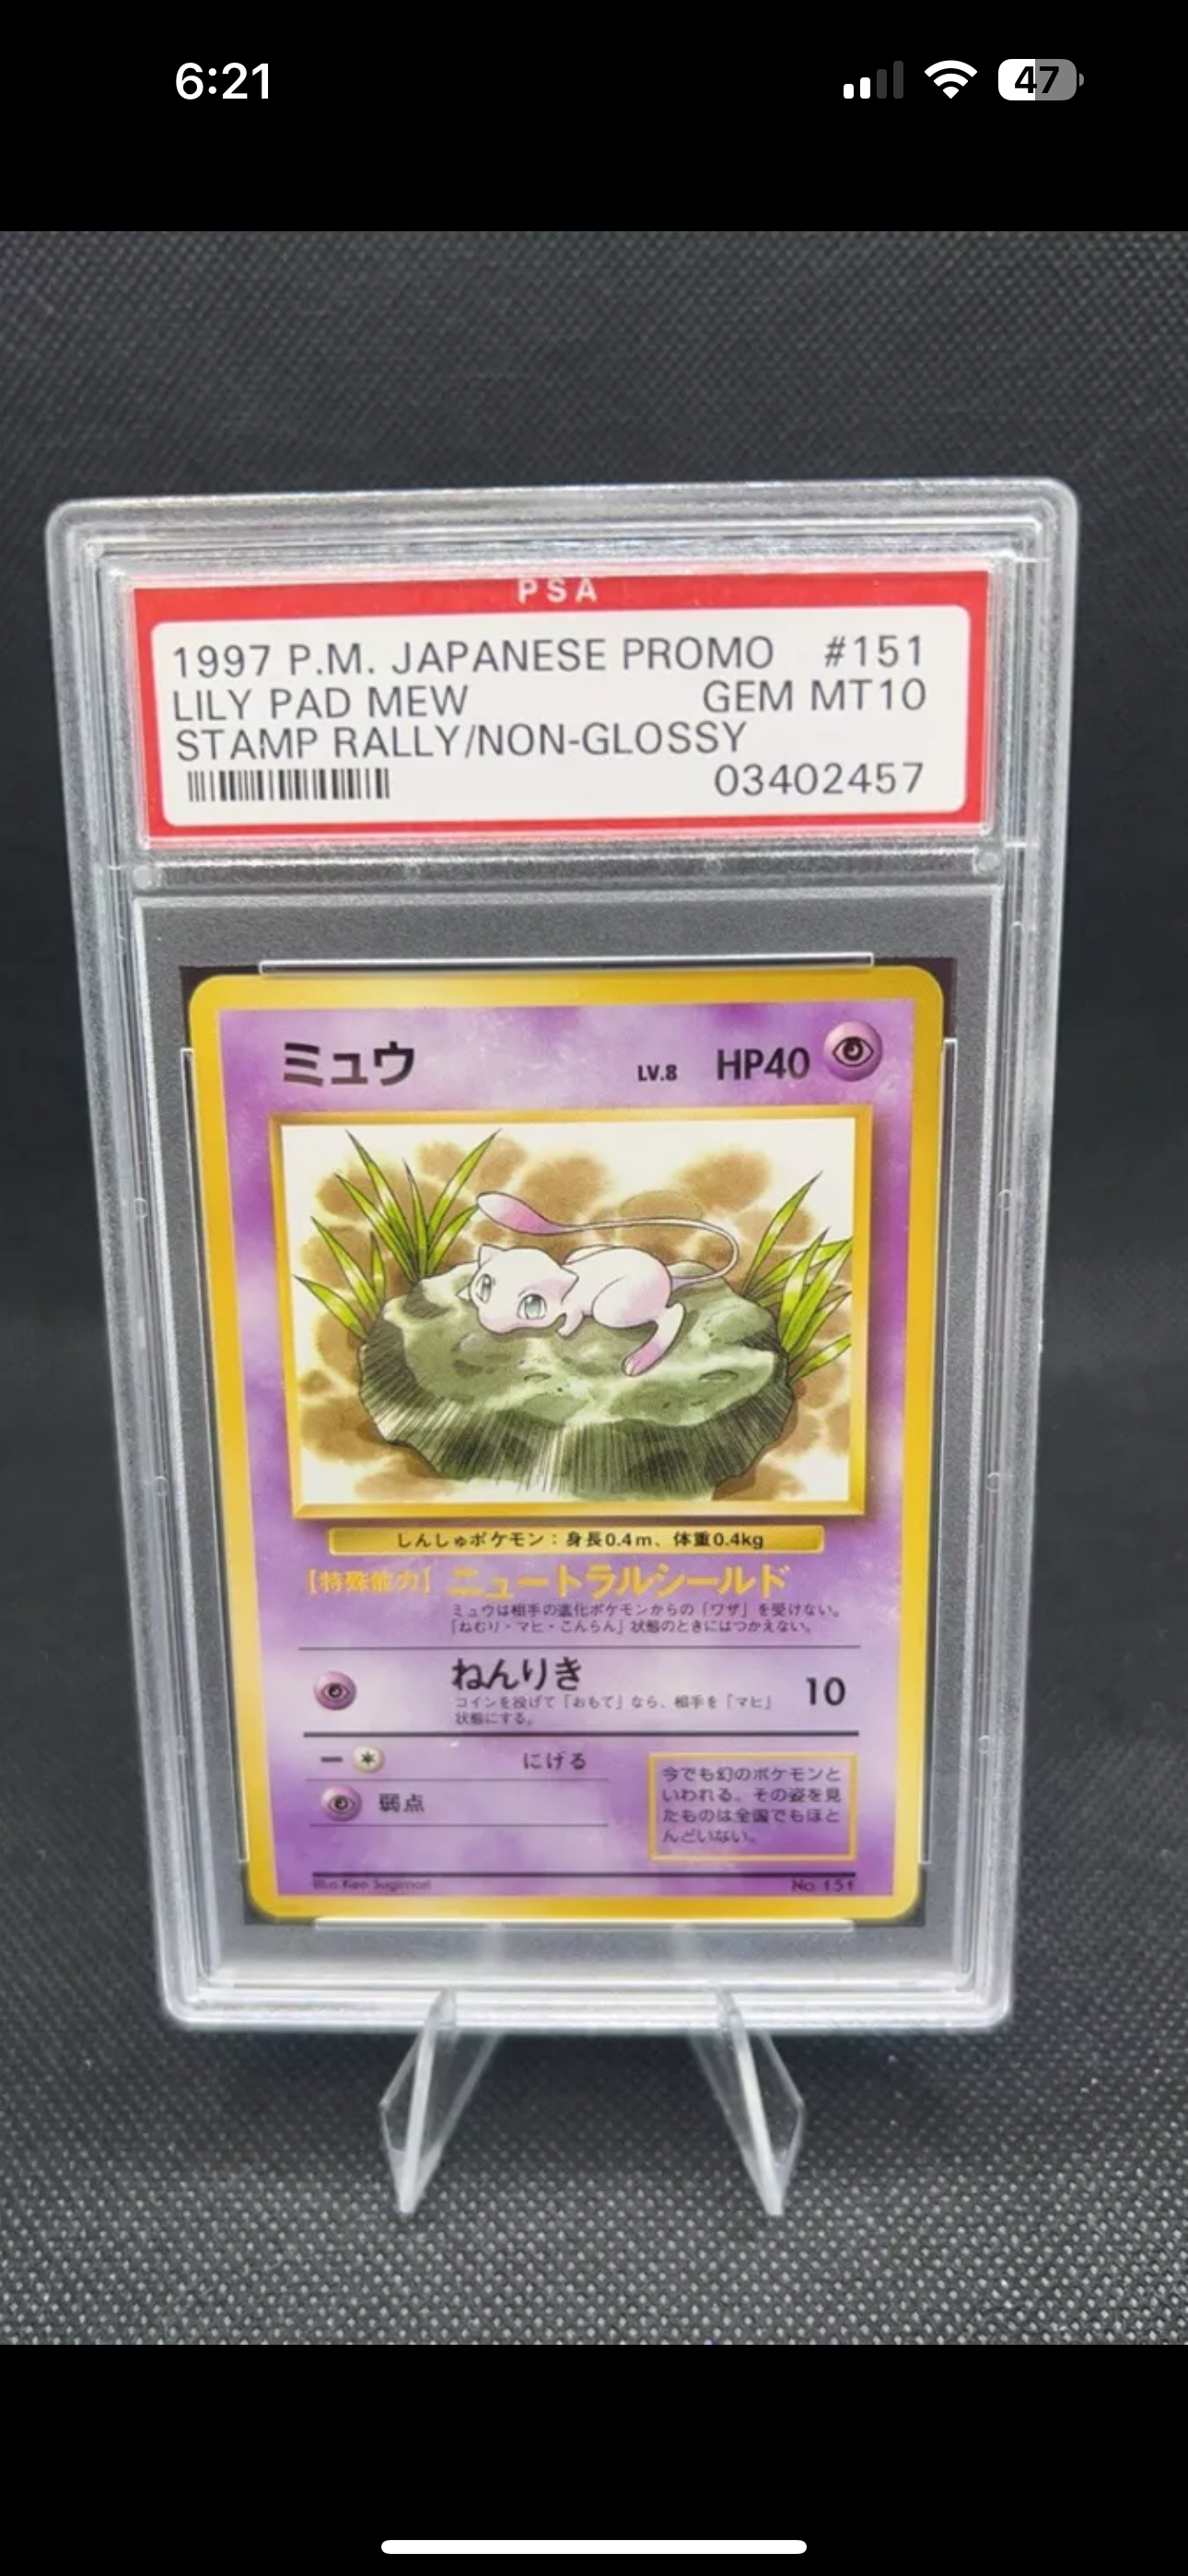 6:21
47
PSA
1997 P.M. JAPANESE PROMO #151
LILY PAD MEW GEM MT10
STAMP RALLY/NON-GLOSSY
03402457
ミュウ LV.8 HP40
しんしゅポケモン：身長0.4m、体重0.4kg
［特殊能力］ ニュートラルシールド
ミュウは相手の進化ポケモンからの「ワザ」を受けない。
「ねむり・マヒ・こんらん」状態のときにはつかえない。
ねんりき 10
コインを投げて「おもて」なら、相手を「マヒ」
状態にする。
にげる
弱点
今でも幻のポケモンと
いわれる。その姿を見
たものは全国でもほと
んどいない。
Illus. Ken Sugimori No. 151